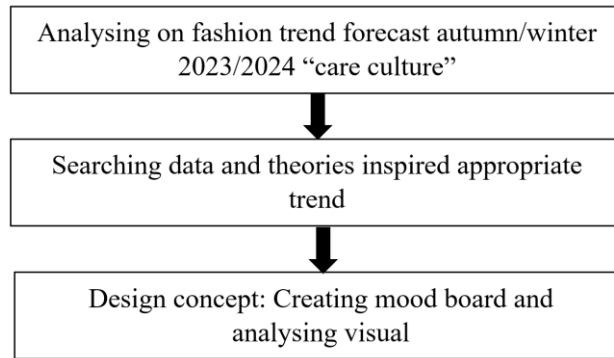 Analysing on fashion trend forecast autumn/winter
2023/2024 “care culture”
Searching data and theories inspired appropriate
trend
Design concept: Creating mood board and
analysing visual